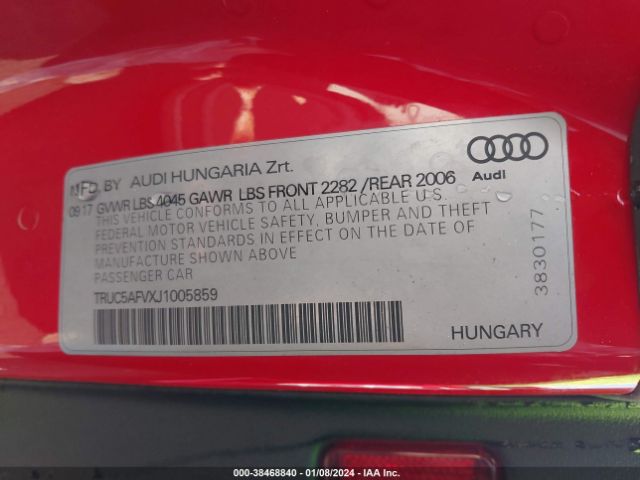 MFD. BY AUDI HUNGARIA Zrt.
09 17 GVWR LBS 4045 GAWR LBS FRONT 2282 /REAR 2006
THIS VEHICLE CONFORMS TO ALL APPLICABLE U.S.
FEDERAL MOTOR VEHICLE SAFETY, BUMPER AND THEFT
PREVENTION STANDARDS IN EFFECT ON THE DATE OF
MANUFACTURE SHOWN ABOVE
PASSENGER CAR
TRUC5AFVXJ1005859
Audi
3830177
HUNGARY
000-38468840 | 01/08/2024 | IAA Inc.